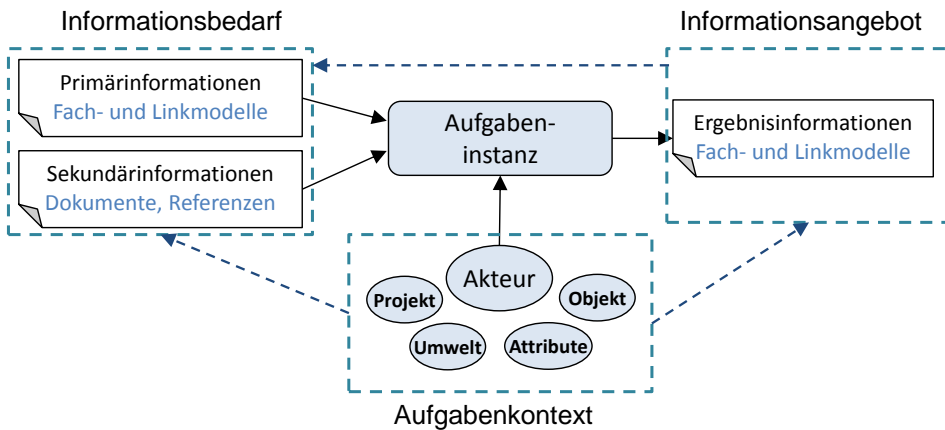 Informationsbedarf
Informationsangebot
Primärinformationen
Fach- und Linkmodelle
Sekundärinformationen
Dokumente, Referenzen
Aufgaben-
instanz
Ergebnisinformationen
Fach- und Linkmodelle
Akteur
Projekt
Objekt
Umwelt
Attribute
Aufgabenkontext